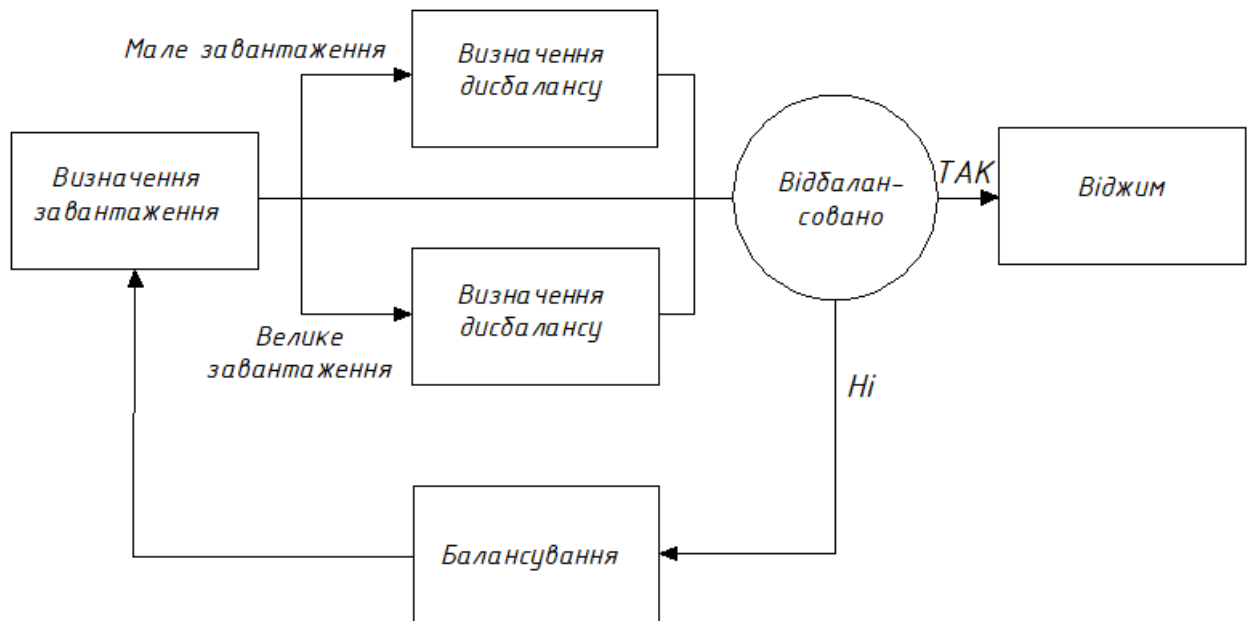 Мале завантаження
Визначення
дисбалансу
Визначення
завантаження
Відбалан-
совано
ТАК
Віджим
Визначення
дисбалансу
Велике
завантаження
Ні
Балансування